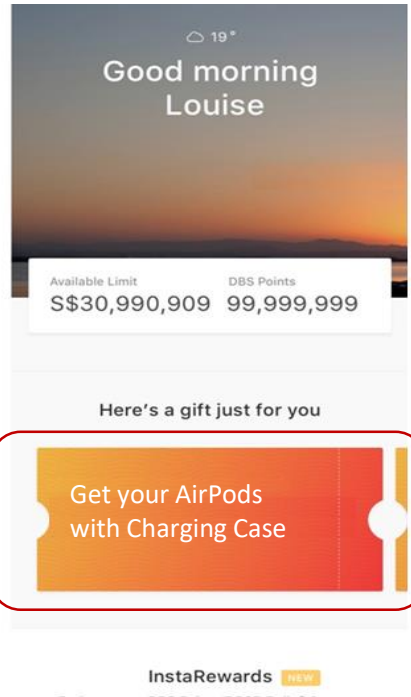 19°
Good morning
Louise
Available Limit DBS Points
S$30,990,909 99,999,999
Here's a gift just for you
Get your AirPods
with Charging Case
InstaRewards NEW